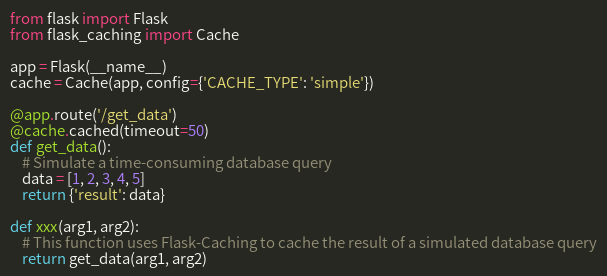 from flask import Flask
from flask_caching import Cache
app = Flask(__name__)
cache = Cache(app, config={'CACHE_TYPE': 'simple'})
@app.route('/get_data')
@cache.cached(timeout=50)
def get_data():
# Simulate a time-consuming database query
data = [1, 2, 3, 4, 5]
return {'result': data}
def xxx(arg1, arg2):
# This function uses Flask-Caching to cache the result of a simulated database query
return get_data(arg1, arg2)